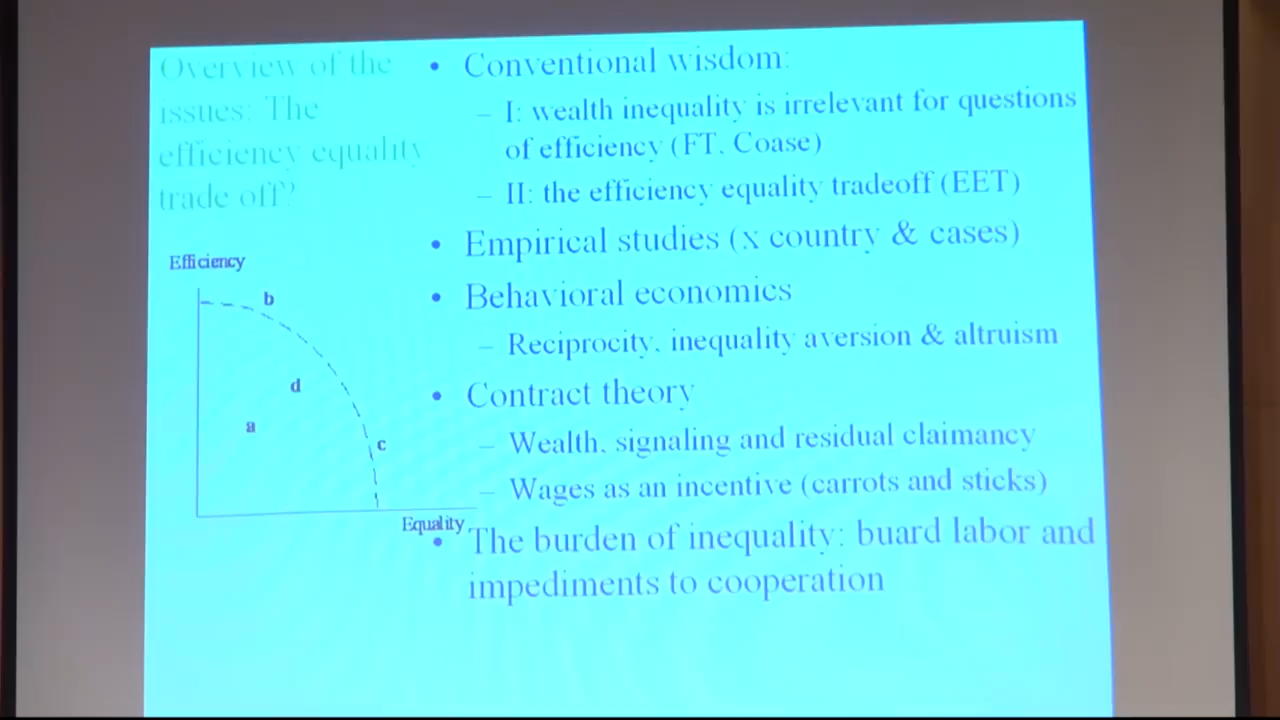 Overview of the
issues: The
efficiency equality
trade off?
Efficiency
b
d
a
c
Equality
• Conventional wisdom:
– I: wealth inequality is irrelevant for questions
of efficiency (FT, Coase)
– II: the efficiency equality tradeoff (EET)
• Empirical studies (x country & cases)
• Behavioral economics
– Reciprocity, inequality aversion & altruism
• Contract theory
– Wealth, signaling and residual claimancy
– Wages as an incentive (carrots and sticks)
• The burden of inequality: buard labor and
impediments to cooperation